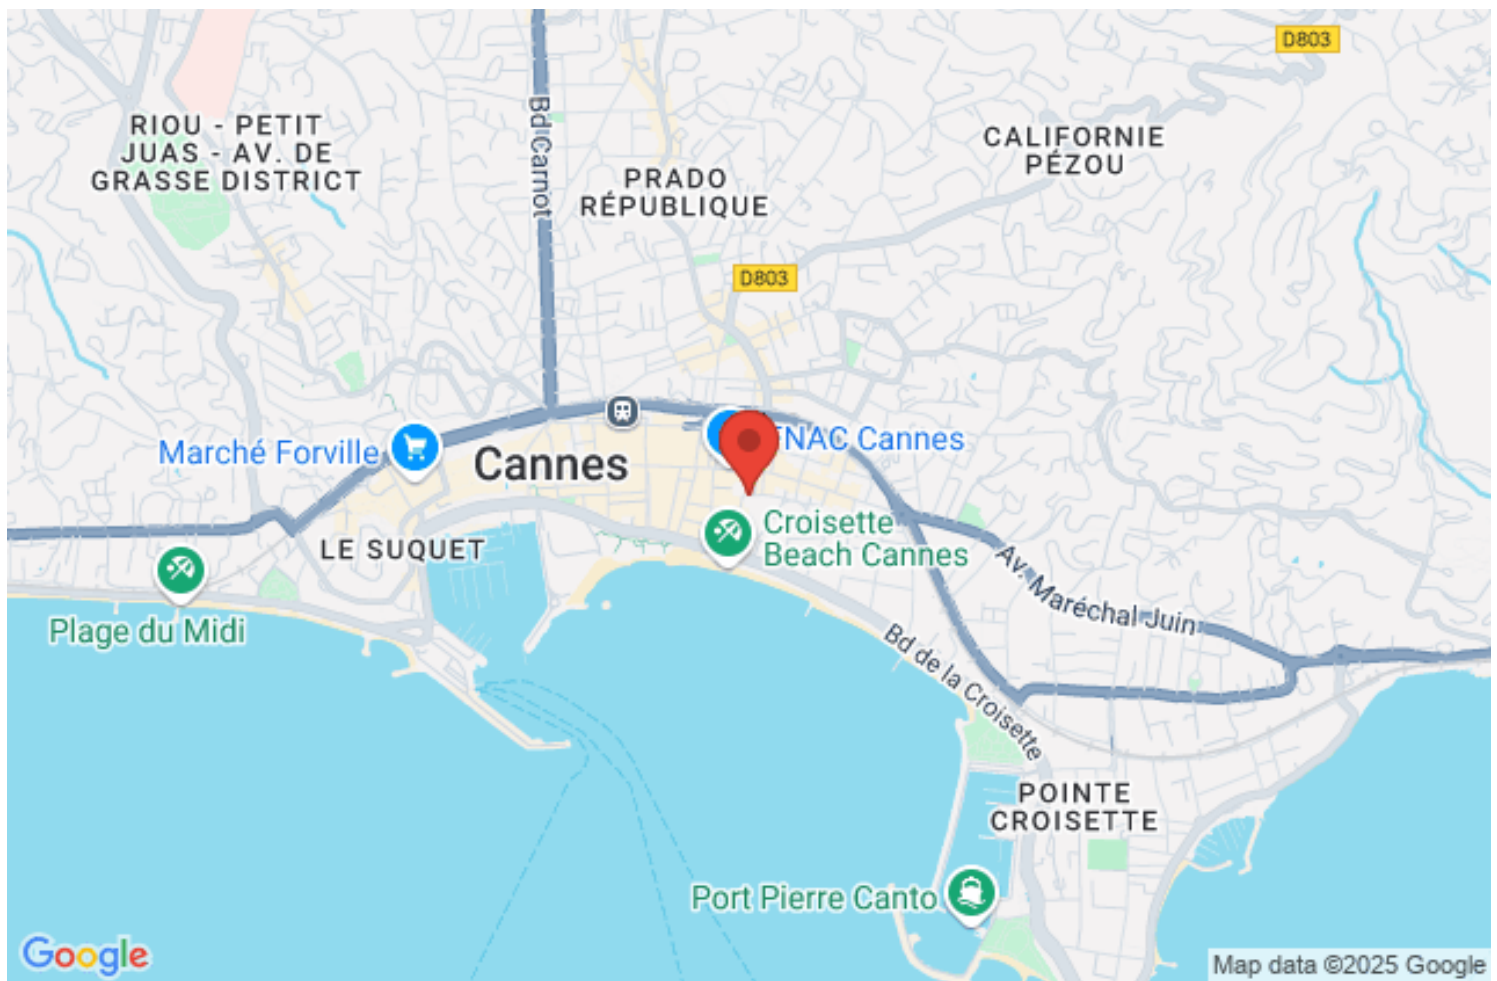 D803
RIOU - PETIT
JUAS - AV. DE
GRASSE DISTRICT
Bd Carnot
CALIFORNIE
PÉZOU
PRADO
RÉPUBLIQUE
D803
Marché Forville
Cannes
FNAC Cannes
Croisette
Beach Cannes
LE SUQUET
Plage du Midi
Av. Maréchal Juin
Bd de la Croisette
POINTE
CROISETTE
Port Pierre Canto
Google
Map data ©2025 Google